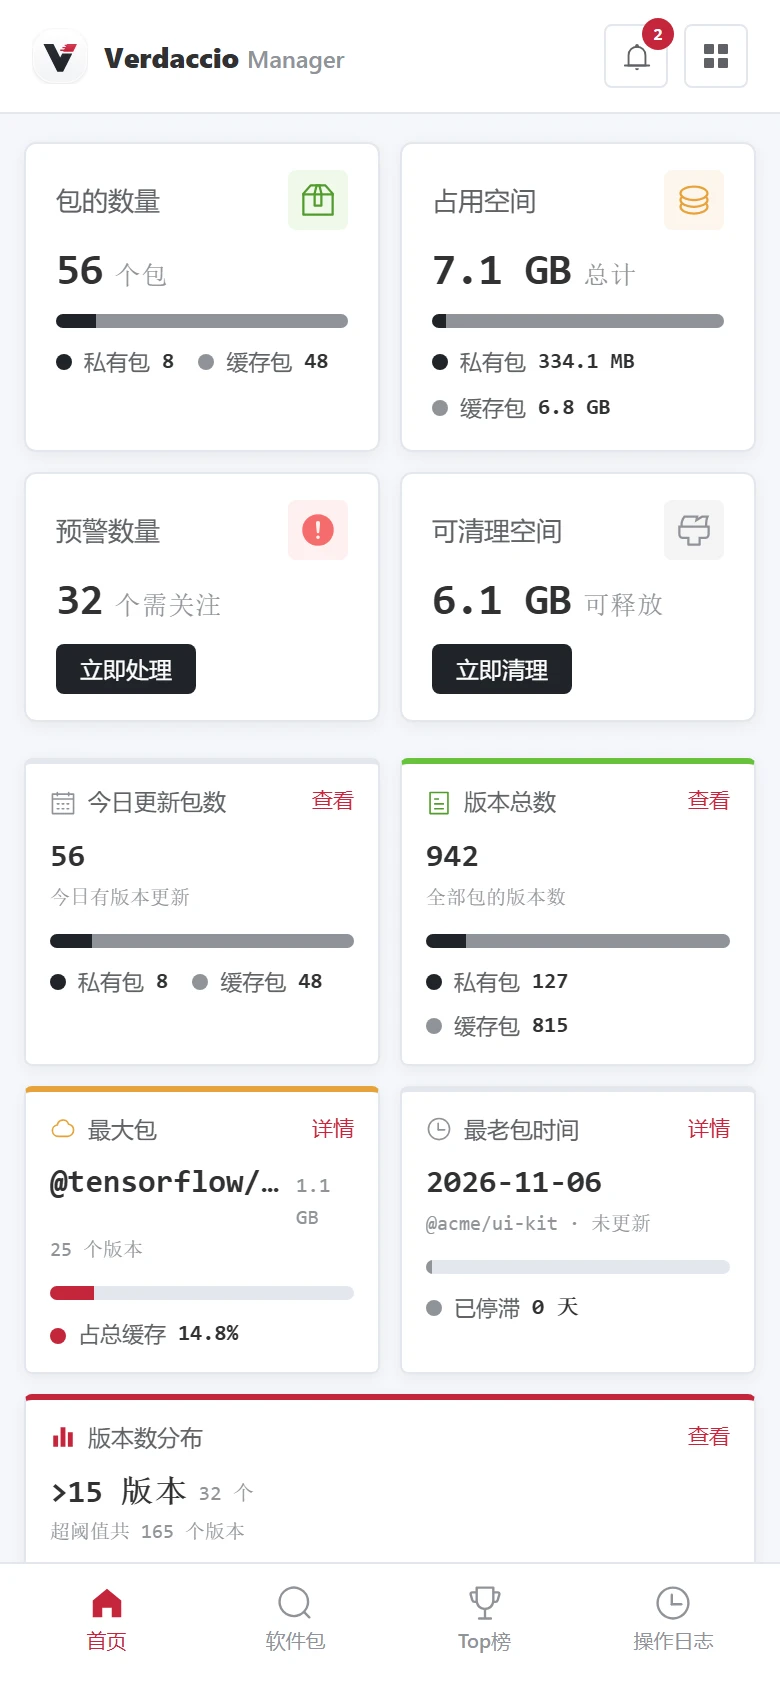 Verdaccio Manager
2
包的数量
56 个包
私有包 8 缓存包 48
占用空间
7.1 GB 总计
私有包 334.1 MB
缓存包 6.8 GB
预警数量
32 个需关注
立即处理
可清理空间
6.1 GB 可释放
立即清理
今日更新包数 查看
56
今日有版本更新
私有包 8 缓存包 48
版本总数 查看
942
全部包的版本数
私有包 127
缓存包 815
最大包 详情
@tensorflow/… 1.1
GB
25 个版本
占总缓存 14.8%
最老包时间 详情
2026-11-06
@acme/ui-kit · 未更新
已停滞 0 天
版本数分布 查看
>15 版本 32 个
超阈值共 165 个版本
首页
软件包
Top榜
操作日志